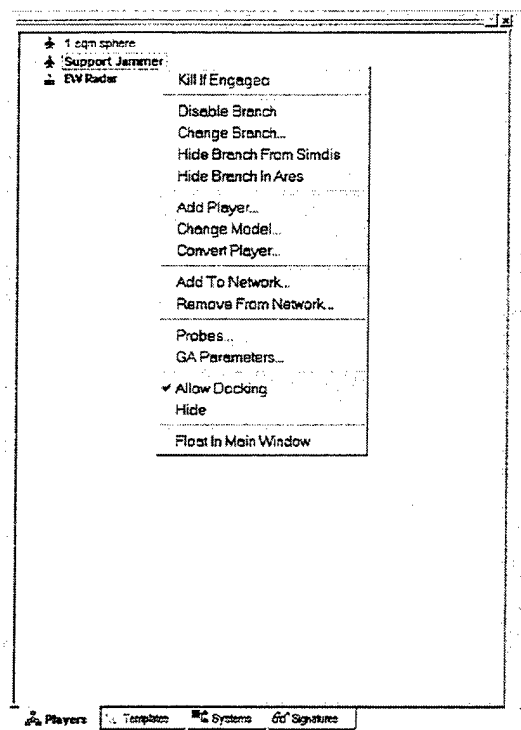 1 sqm sphere
Support Jammer
EW Radar
Kill If Engaged
Disable Branch
Change Branch...
Hide Branch From Simdis
Hide Branch In Ares
Add Player...
Change Model...
Convert Player...
Add To Network...
Remove From Network...
Probes...
GA Parameters...
Allow Docking
Hide
Float In Main Window
Players Templates Systems Signatures